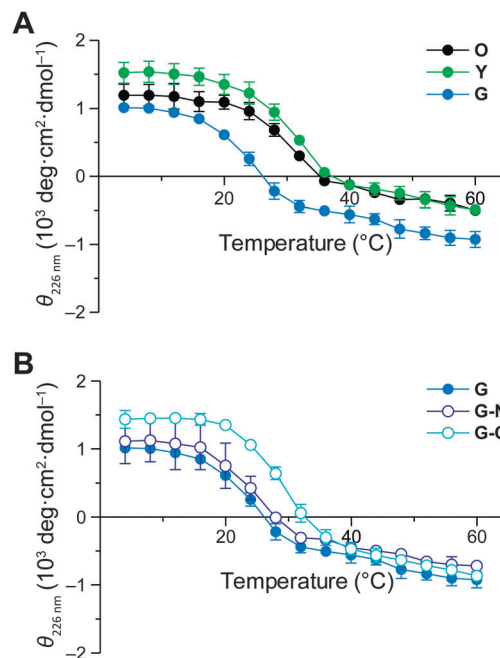 A
2
O
Y
G
1
0
20
40
60
Temperature (°C)
−1
−2
θ226 nm (10³ deg·cm²·dmol⁻¹)
B
2
G
G-N
1
0
20
40
60
Temperature (°C)
−1
−2
θ226 nm (10³ deg·cm²·dmol⁻¹)